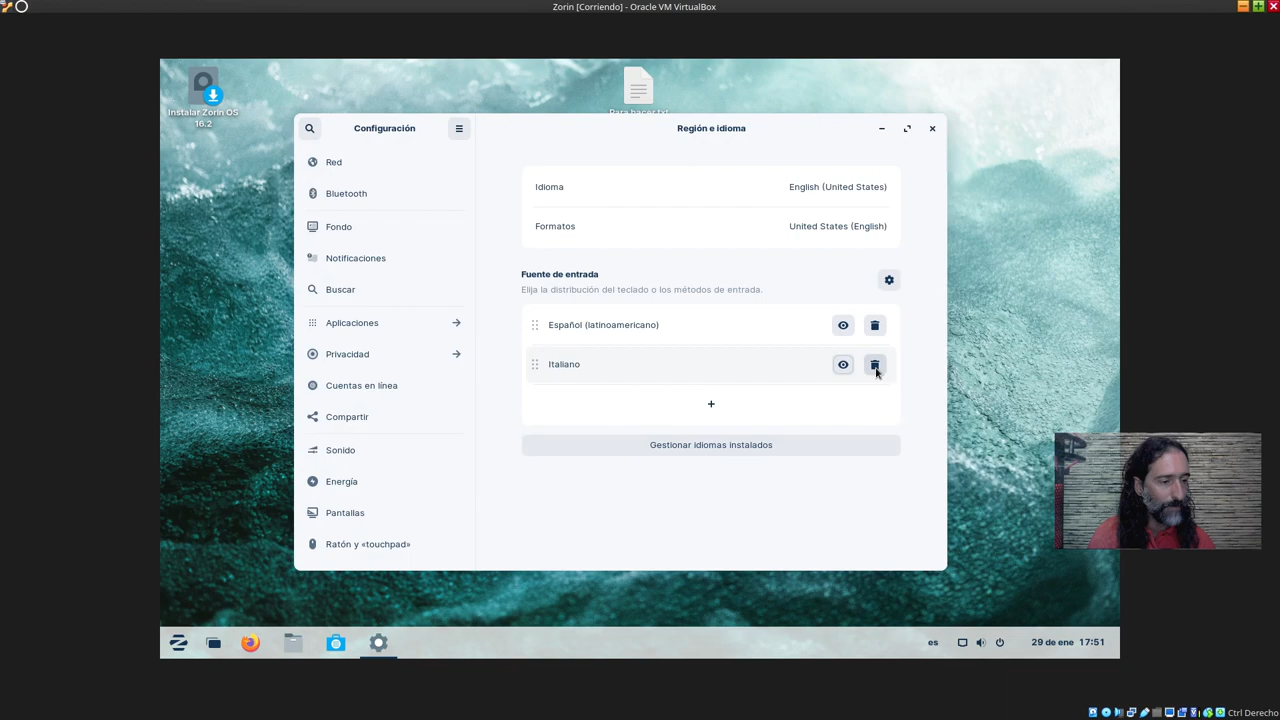 Zorin [Corriendo] - Oracle VM VirtualBox
Instalar Zorin OS
16.2
Para hacer.txt
Configuración
Región e idioma
Red
Bluetooth
Fondo
Notificaciones
Buscar
Aplicaciones
Privacidad
Cuentas en línea
Compartir
Sonido
Energía
Pantallas
Ratón y «touchpad»
Idioma English (United States)
Formatos United States (English)
Fuente de entrada
Elija la distribución del teclado o los métodos de entrada.
Español (latinoamericano)
Italiano
+
Gestionar idiomas instalados
es
29 de ene 17:51
Ctrl Derecho